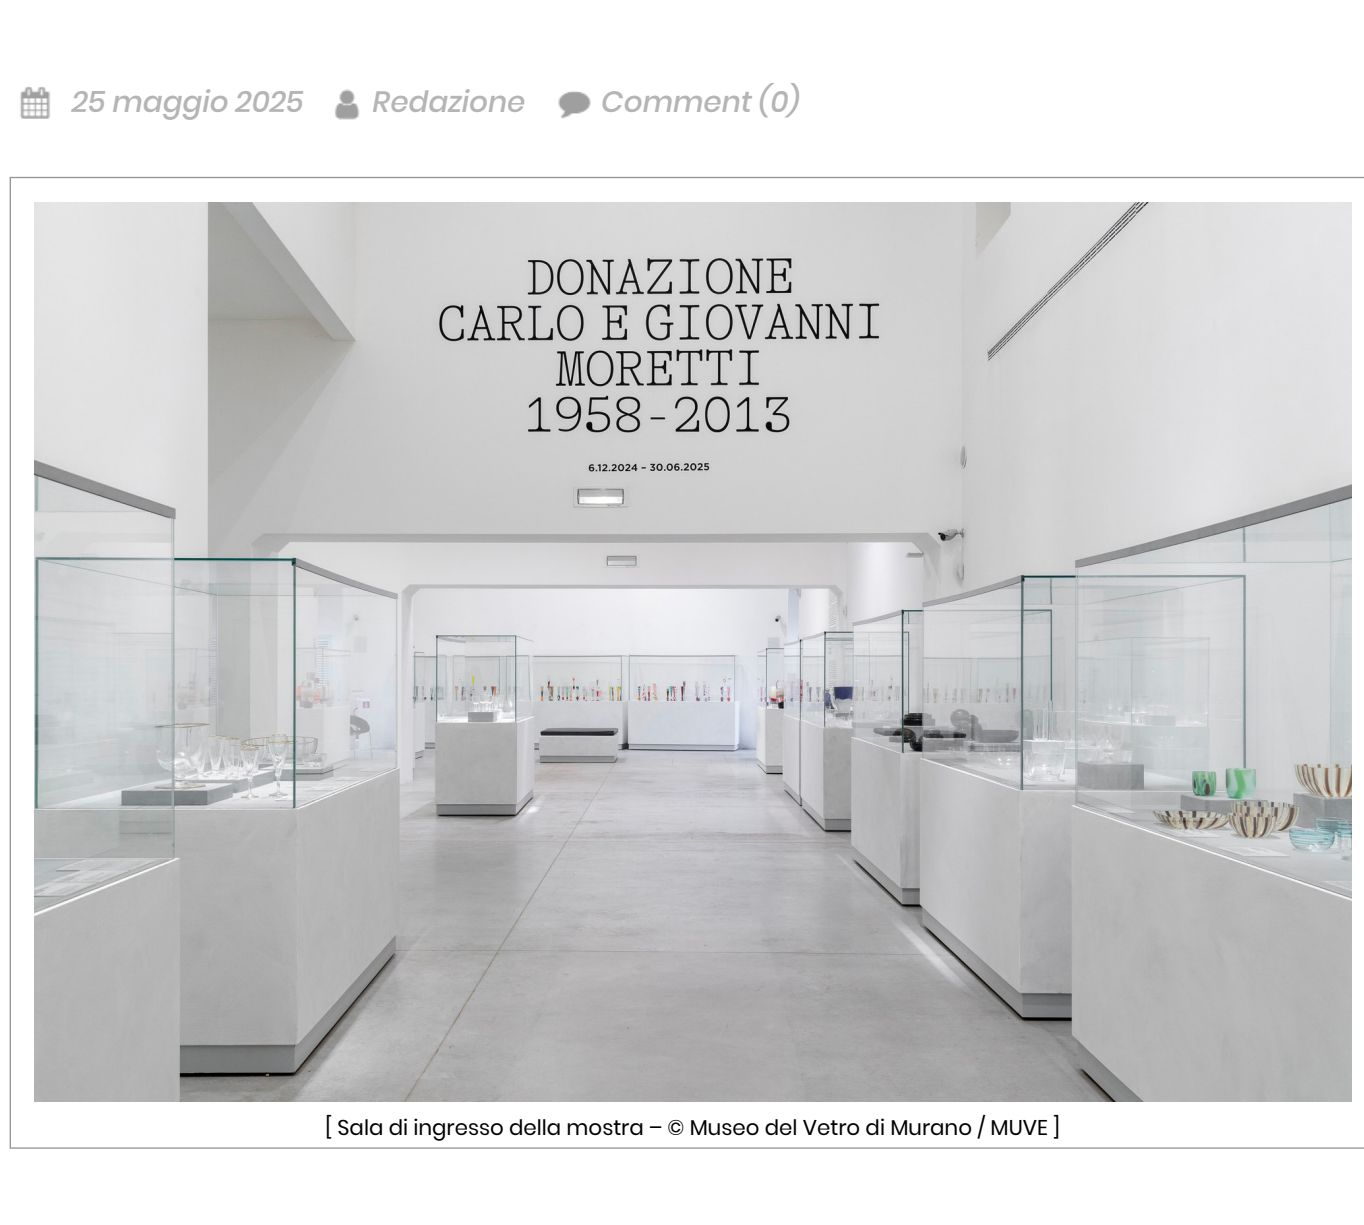 25 maggio 2025 Redazione Comment (0)
DONAZIONE
CARLO E GIOVANNI
MORETTI
1958-2013
6.12.2024 - 30.06.2025
[ Sala di ingresso della mostra – © Museo del Vetro di Murano / MUVE ]